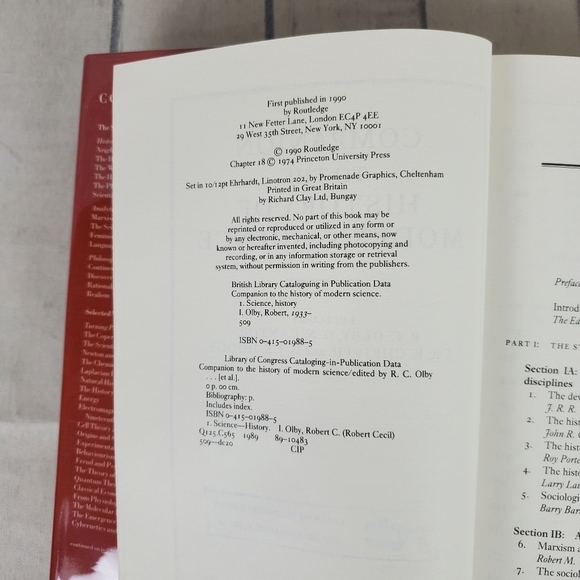 First published in 1990
by Routledge
11 New Fetter Lane, London EC4P 4EE
29 West 35th Street, New York, NY 10001
© 1990 Routledge
Chapter 18 © 1974 Princeton University Press
Set in 10/12pt Ehrhardt, Linotron 202, by Promenade Graphics, Cheltenham
Printed in Great Britain
by Richard Clay Ltd, Bungay
All rights reserved. No part of this book may be
reprinted or reproduced or utilized in any form or
by any electronic, mechanical, or other means, now
known or hereafter invented, including photocopying and
recording, or in any information storage or retrieval
system, without permission in writing from the publishers.
British Library Cataloguing in Publication Data
Companion to the history of modern science.
1. Science, history
I. Olby, Robert, 1933–
509
ISBN 0–415–01988–5
Library of Congress Cataloging-in-Publication Data
Companion to the history of modern science/edited by R. C. Olby
. . . [et al.].
0 p. 00 cm.
Bibliography: p.
Includes index.
ISBN 0–415–01988–5
1. Science—History. I. Olby, Robert C. (Robert Cecil)
Q125.C565 1989 89–10483
509—dc20 CIP
Prefac
Introd
The Ed
PART I: THE S
Section IA:
disciplines
1. The dev
J. R. R.
2. The hist
John R. 
3. The hist
Roy Porte
4. The histo
Larry Lau
5. Sociologi
Barry Bar
Section IB: A
6. Marxism a
Robert M.
7. The sociol